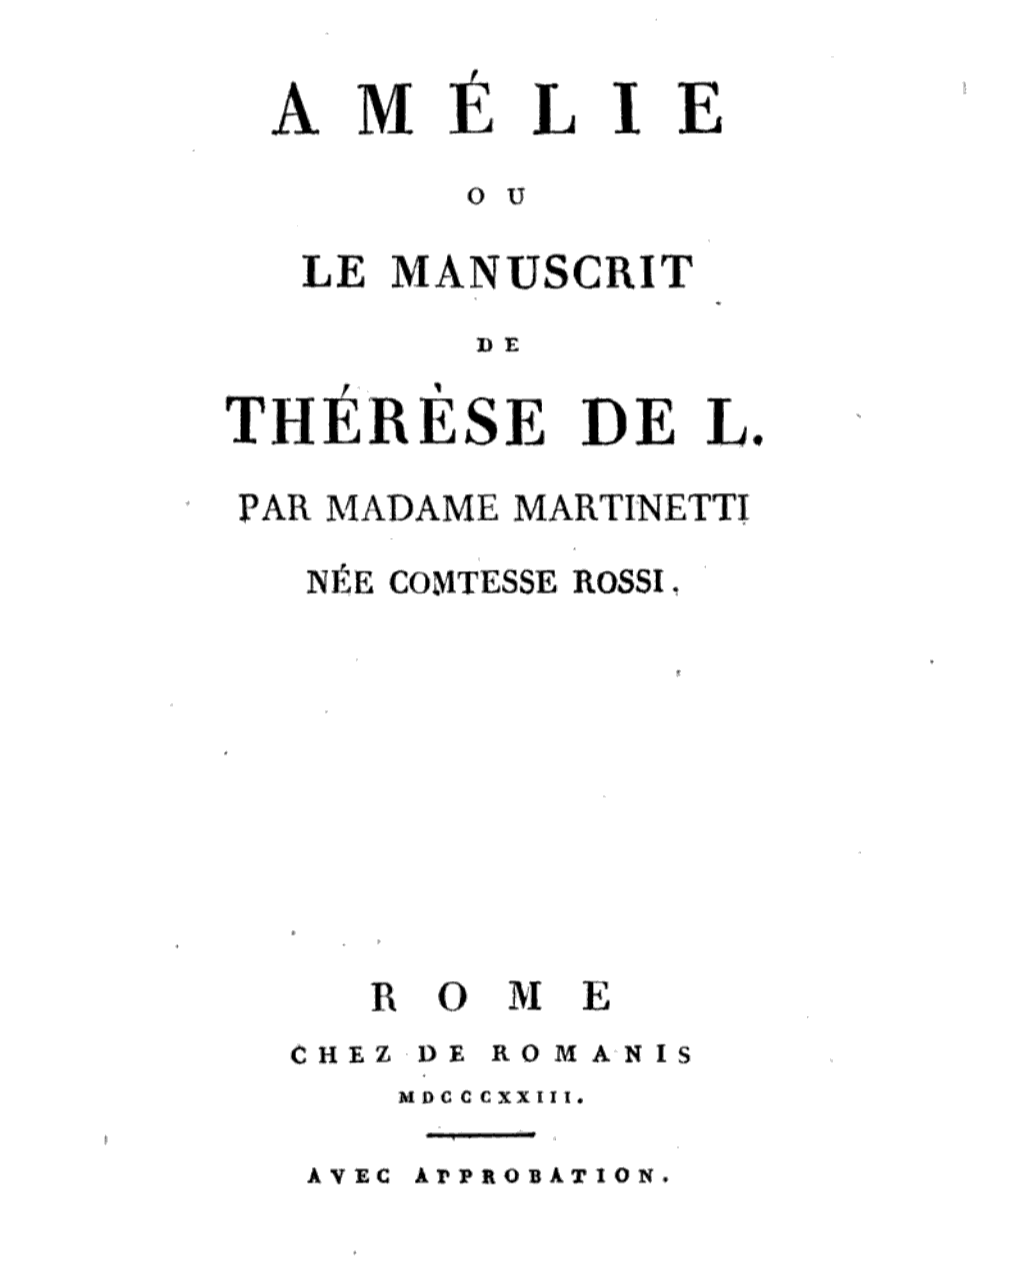 AMÉLIE
OU
LE MANUSCRIT
DE
THÉRÈSE DE L.
PAR MADAME MARTINETTI
NÉE COMTESSE ROSSI.
ROME
CHEZ DE ROMANIS
MDCCCXXIII.
AVEC APPROBATION.